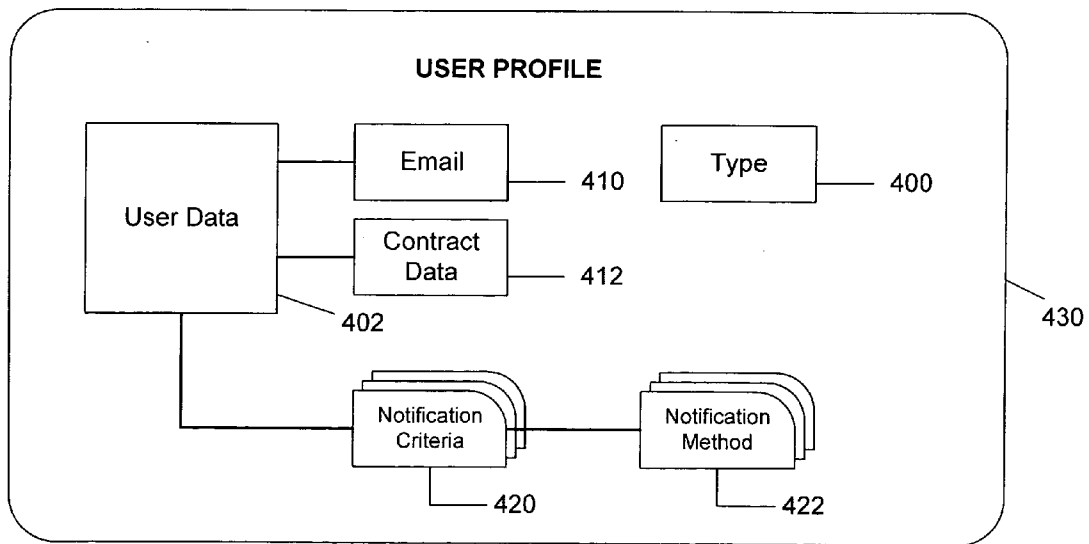 USER PROFILE
User Data
Email
Type
410
400
Contract
Data
412
402
430
Notification
Criteria
Notification
Method
420
422